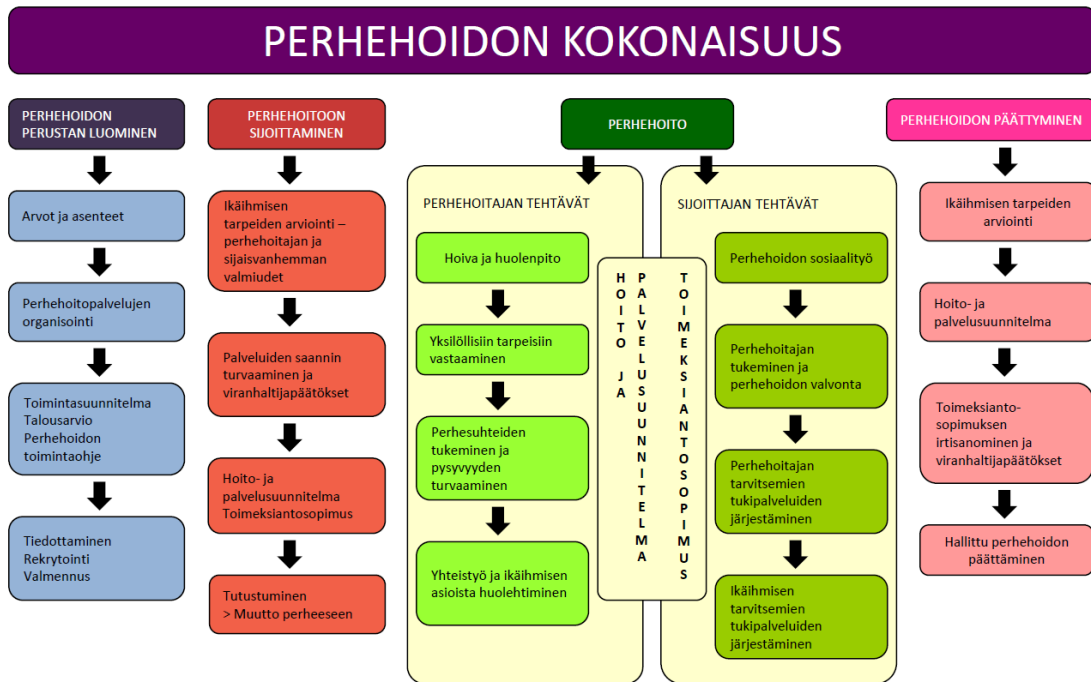 PERHEHOIDON KOKONAISUUS
PERHEHOIDON
PERUSTAN LUOMINEN
Arvot ja asenteet
Perhehoitopalvelujen
organisointi
Toimintasuunnitelma
Talousarvio
Perhehoidon
toimintaohje
Tiedottaminen
Rekrytointi
Valmennus
PERHEHOITOON
SIJOITTAMINEN
Ikäihmisen
tarpeiden arviointi –
perhehoitajan ja
sijaisvanhemman
valmiudet
Palveluiden saannin
turvaaminen ja
viranhaltijapäätökset
Hoito- ja
palvelusuunnitelma
Toimeksiantosopimus
Tutustuminen
> Muutto perheeseen
PERHEHOITO
PERHEHOITAJAN TEHTÄVÄT
Hoiva ja huolenpito
Yksilöllisiin tarpeisiin
vastaaminen
Perhesuhteiden
tukeminen ja
pysyvyyden
turvaaminen
Yhteistyö ja ikäihmisen
asioista huolehtiminen
HOITO JA
PALVELUSUUNNITELMA
TOIMEKSIANTOSOPIMUS
SIJOITTAJAN TEHTÄVÄT
Perhehoidon sosiaalityö
Perhehoitajan
tukeminen ja
perhehoidon valvonta
Perhehoitajan
tarvitsemien
tukipalveluiden
järjestäminen
Ikäihmisen
tarvitsemien
tukipalveluiden
järjestäminen
PERHEHOIDON PÄÄTTYMINEN
Ikäihmisen tarpeiden
arviointi
Hoito- ja
palvelusuunnitelma
Toimeksianto-
sopimuksen
irtisanominen ja
viranhaltijapäätökset
Hallittu perhehoidon
päättäminen